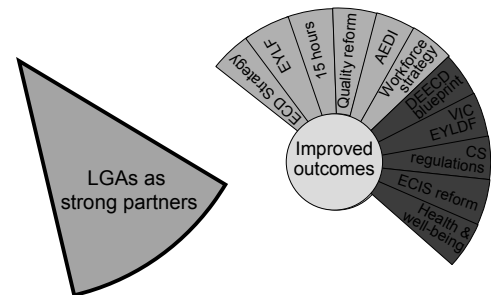 ECD Strategy
EYLF
15 hours
Quality reform
AEDI
Workforce
strategy
DEECD
blueprint
VIC
EYLDF
CS
regulations
ECIS reform
Health &
well-being
Improved
outcomes
LGAs as
strong partners